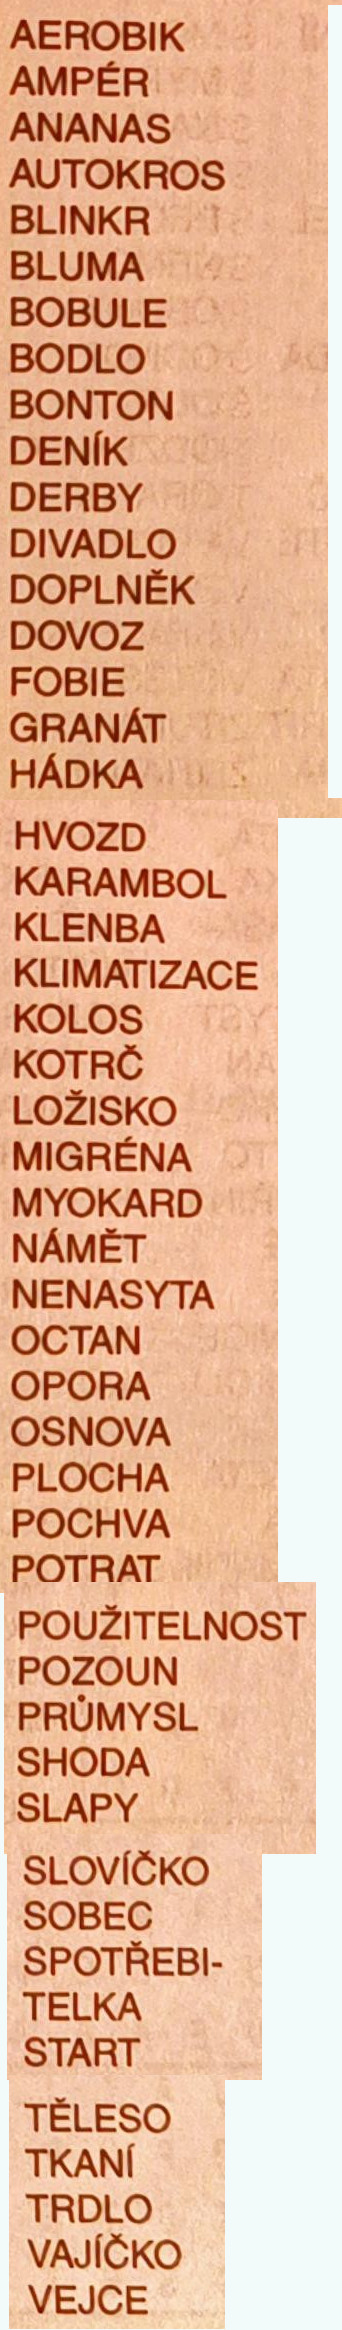 AEROBIK
AMPÉR
ANANAS
AUTOKROS
BLINKR
BLUMA
BOBULE
BODLO
BONTON
DENÍK
DERBY
DIVADLO
DOPLNĚK
DOVOZ
FOBIE
GRANÁT
HÁDKA
HVOZD
KARAMBOL
KLENBA
KLIMATIZACE
KOLOS
KOTRČ
LOŽISKO
MIGRÉNA
MYOKARD
NÁMĚT
NENASYTA
OCTAN
OPORA
OSNOVA
PLOCHA
POCHVA
POTRAT
POUŽITELNOST
POZOUN
PRŮMYSL
SHODA
SLAPY
SLOVÍČKO
SOBEC
SPOTŘEBI-
TELKA
START
TĚLESO
TKANÍ
TRDLO
VAJÍČKO
VEJCE